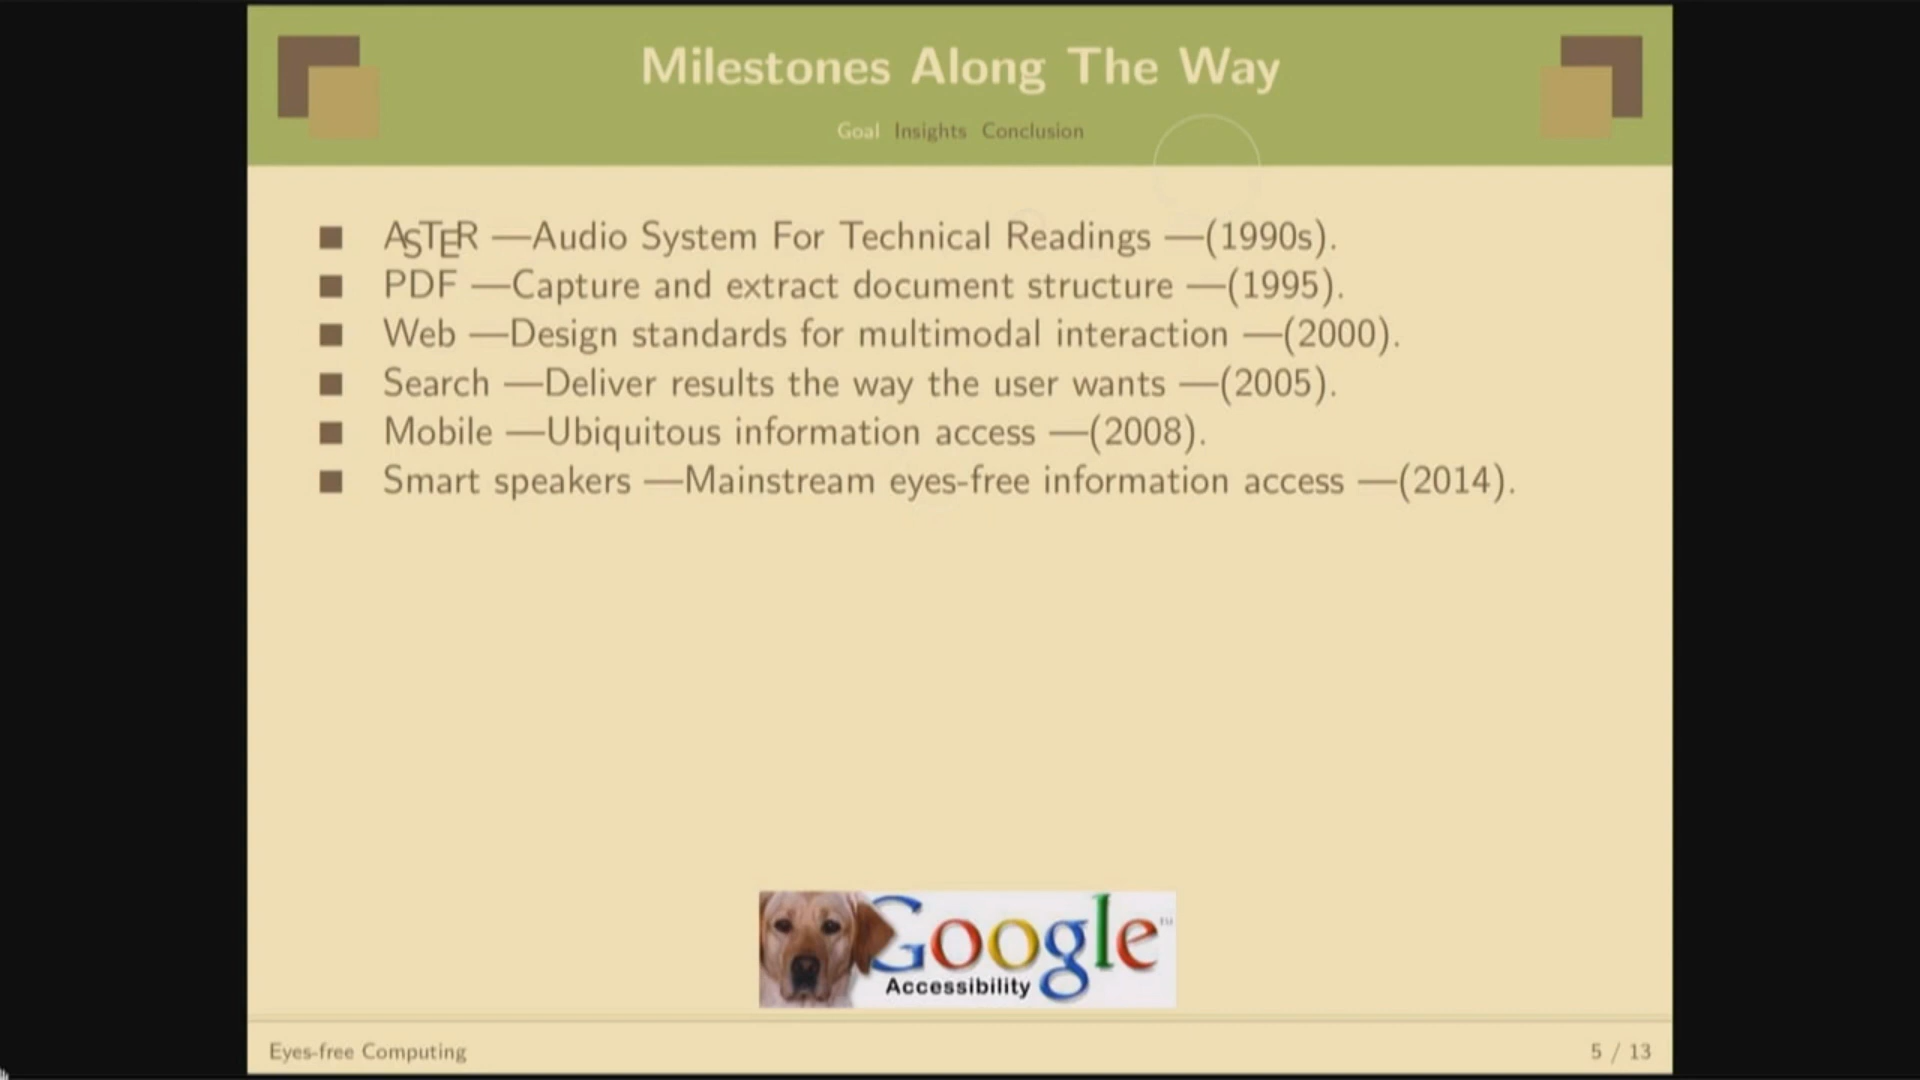 Milestones Along The Way
Goal Insights Conclusion
ASTER —Audio System For Technical Readings —(1990s).
PDF —Capture and extract document structure —(1995).
Web —Design standards for multimodal interaction —(2000).
Search —Deliver results the way the user wants —(2005).
Mobile —Ubiquitous information access —(2008).
Smart speakers —Mainstream eyes-free information access —(2014).
Google™
Accessibility
Eyes-free Computing
5 / 13